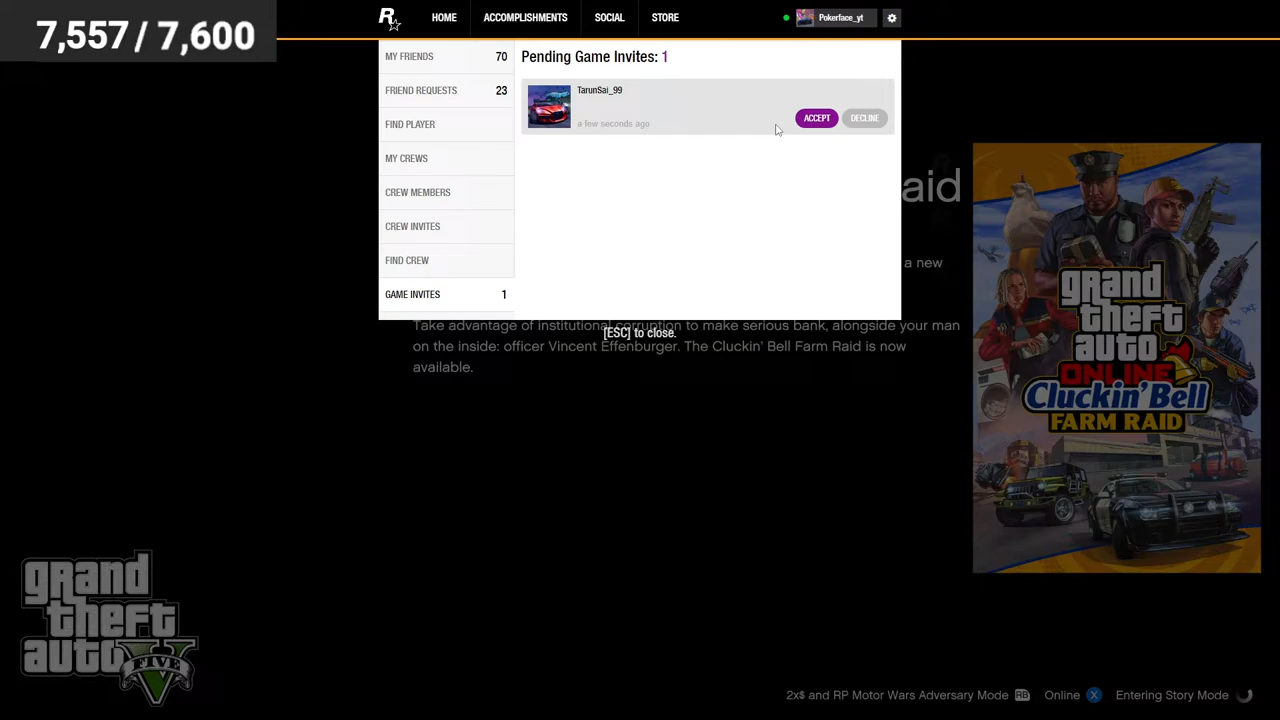 7,557 / 7,600
R
HOME
ACCOMPLISHMENTS
SOCIAL
STORE
Pokerface_yt
MY FRIENDS 70
FRIEND REQUESTS 23
FIND PLAYER
MY CREWS
CREW MEMBERS
CREW INVITES
FIND CREW
GAME INVITES 1
Pending Game Invites: 1
TarunSai_99
a few seconds ago
ACCEPT
DECLINE
aid
a new
Take advantage of institutional corruption to make serious bank, alongside your man
[ESC] to close.
on the inside: officer Vincent Effenburger. The Cluckin' Bell Farm Raid is now
available.
grand
theft
auto
ONLINE
Cluckin' Bell
FARM RAID
grand
theft
auto
V
FIVE
2x$ and RP Motor Wars Adversary Mode RB Online X Entering Story Mode